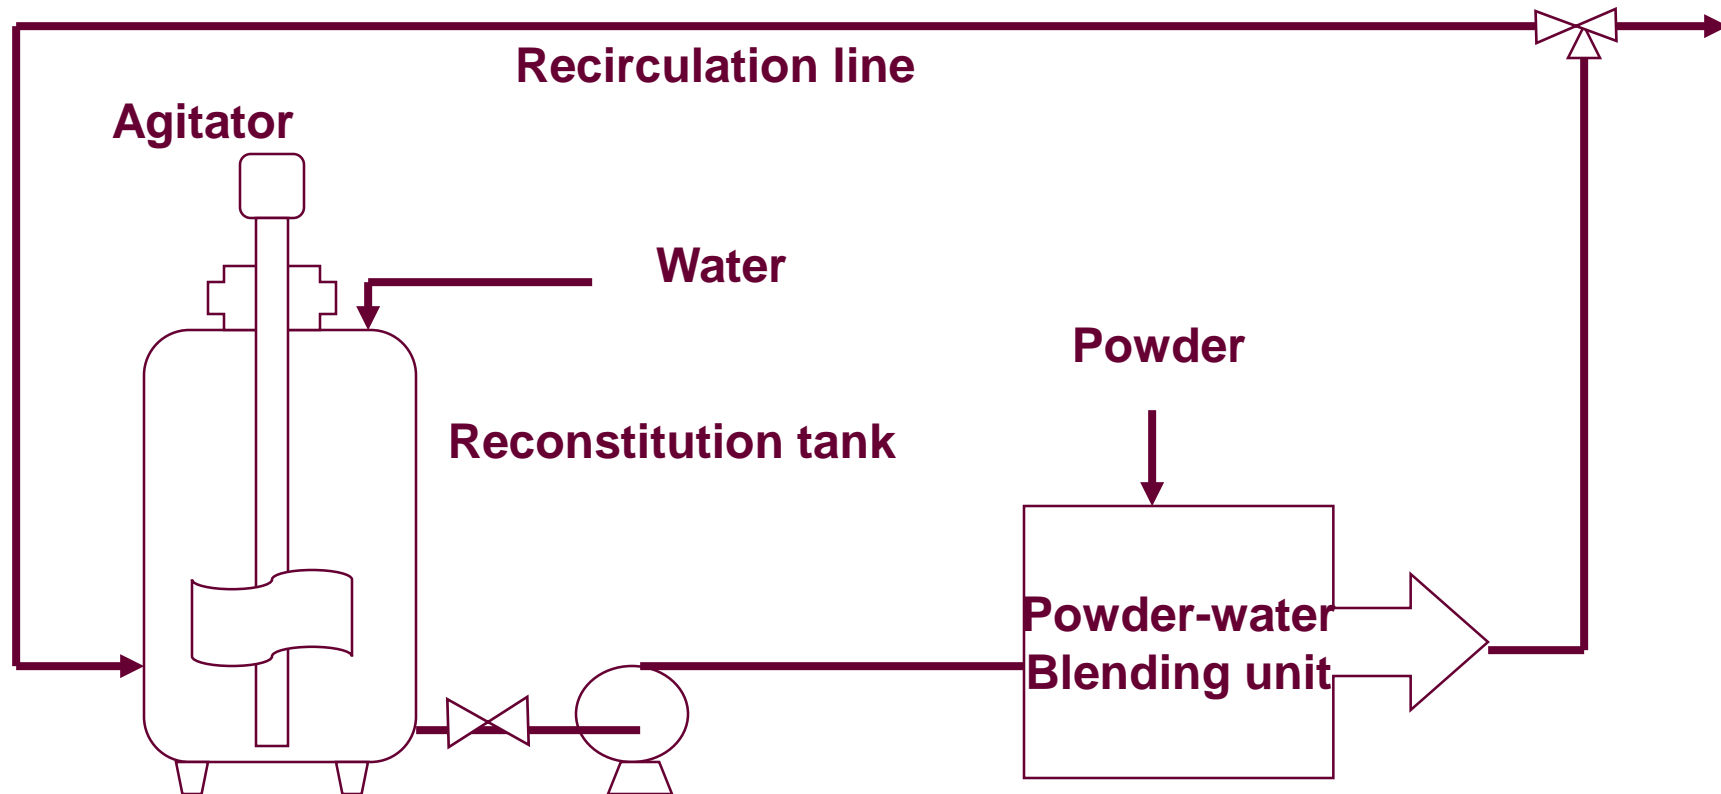 Recirculation line
Agitator
Water
Powder
Reconstitution tank
Powder-water
Blending unit